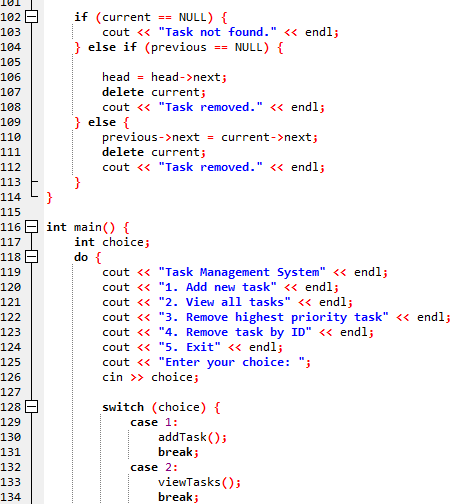 101
102 if (current == NULL) {
103 cout << "Task not found." << endl;
104 } else if (previous == NULL) {
105
106 head = head->next;
107 delete current;
108 cout << "Task removed." << endl;
109 } else {
110 previous->next = current->next;
111 delete current;
112 cout << "Task removed." << endl;
113 }
114 }
115
116 int main() {
117 int choice;
118 do {
119 cout << "Task Management System" << endl;
120 cout << "1. Add new task" << endl;
121 cout << "2. View all tasks" << endl;
122 cout << "3. Remove highest priority task" << endl;
123 cout << "4. Remove task by ID" << endl;
124 cout << "5. Exit" << endl;
125 cout << "Enter your choice: ";
126 cin >> choice;
127
128 switch (choice) {
129 case 1:
130 addTask();
131 break;
132 case 2:
133 viewTasks();
134 break;